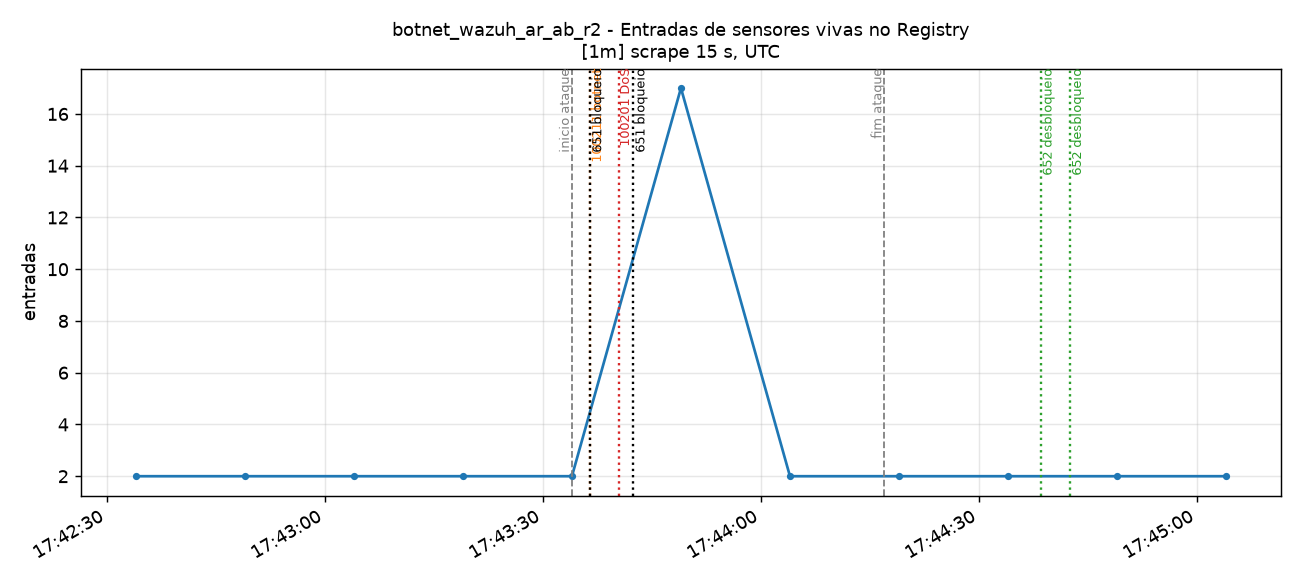 botnet_wazuh_ar_ab_r2 - Entradas de sensores vivas no Registry
[1m] scrape 15 s, UTC
entradas
16
14
12
10
8
6
4
2
inicio ataque
651 bloqueio
100201 DoS
651 bloqueio
fim ataque
652 desbloqueio
652 desbloqueio
17:42:30
17:43:00
17:43:30
17:44:00
17:44:30
17:45:00